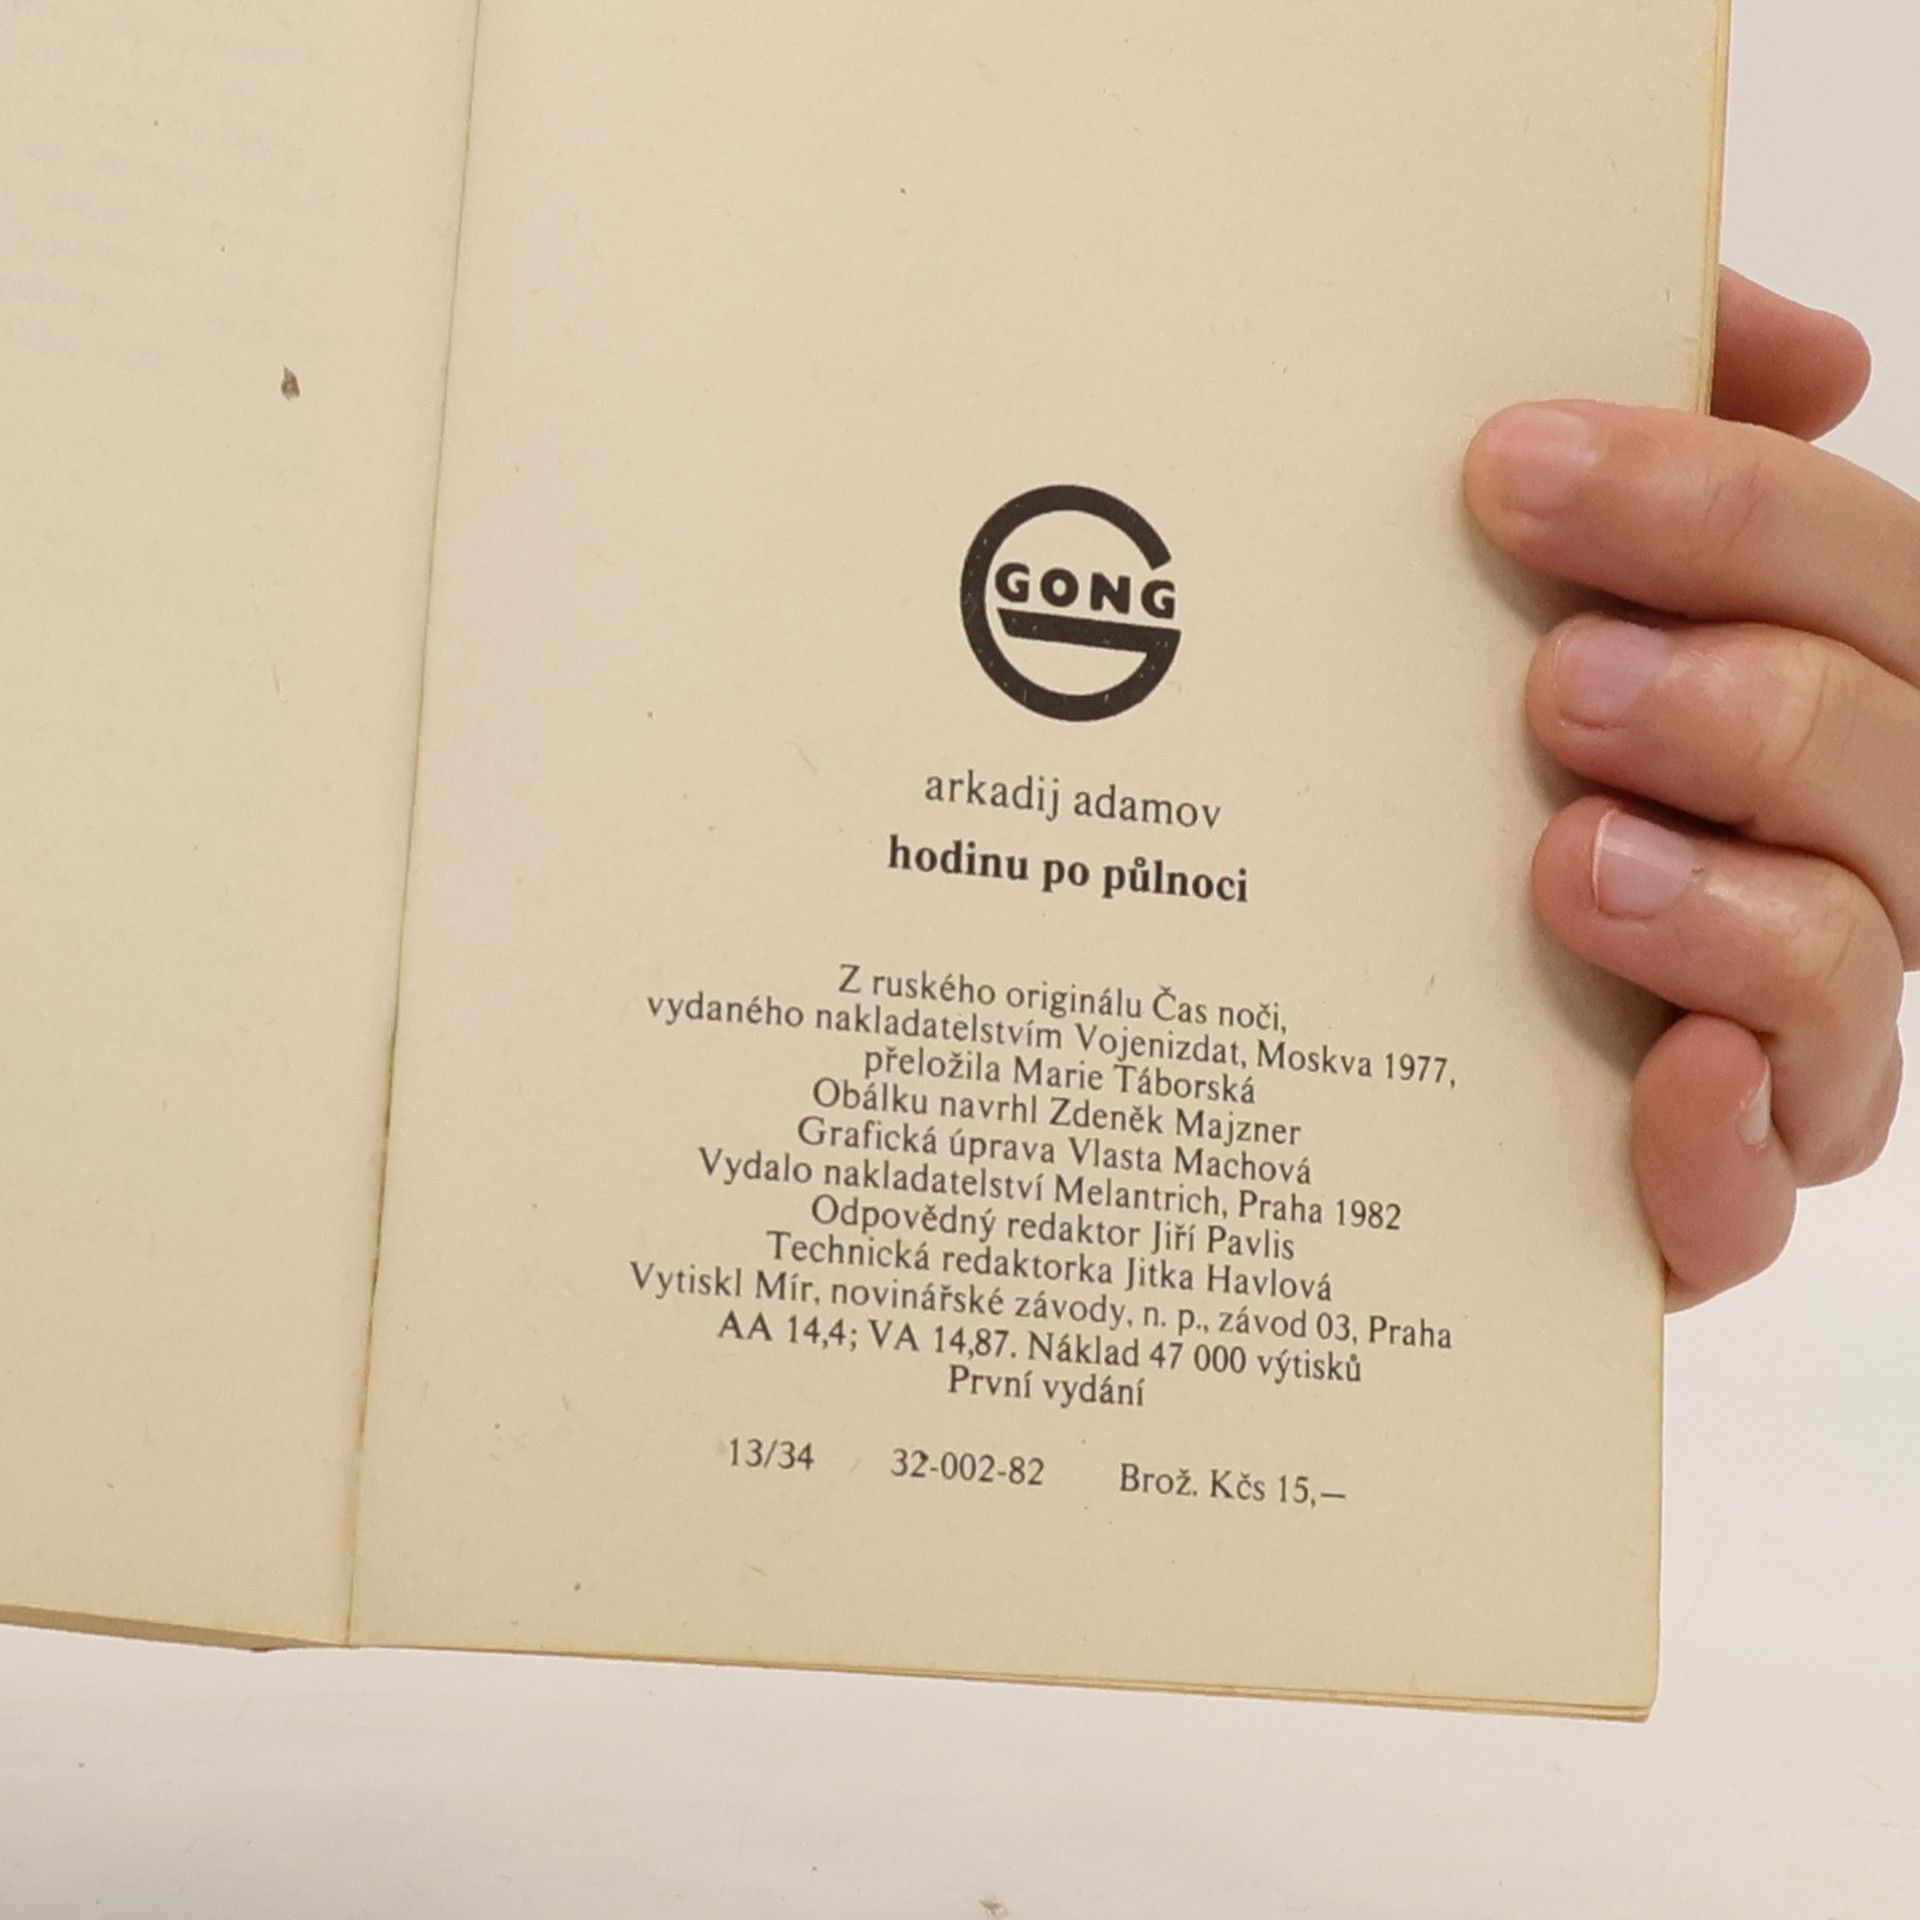 GONG
arkadij adamov
hodinu po půlnoci
Z ruského originálu Čas noči,
vydaného nakladatelstvím Vojenizdat, Moskva 1977,
přeložila Marie Táborská
Obálku navrhl Zdeněk Majzner
Grafická úprava Vlasta Machová
Vydalo nakladatelství Melantrich, Praha 1982
Odpovědný redaktor Jiří Pavlis
Technická redaktorka Jitka Havlová
Vytiskl Mír, novinářské závody, n. p., závod 03, Praha
AA 14,4; VA 14,87. Náklad 47 000 výtisků
První vydání
13/34 32-002-82 Brož. Kčs 15,—